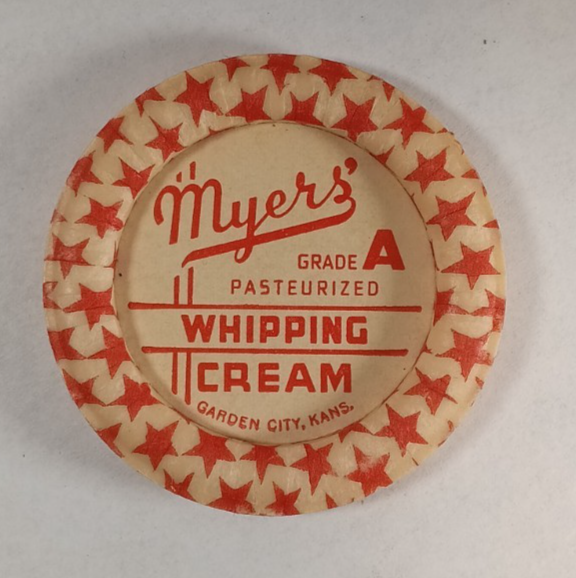 Myers'
GRADE A
PASTEURIZED
WHIPPING
CREAM
GARDEN CITY, KANS.